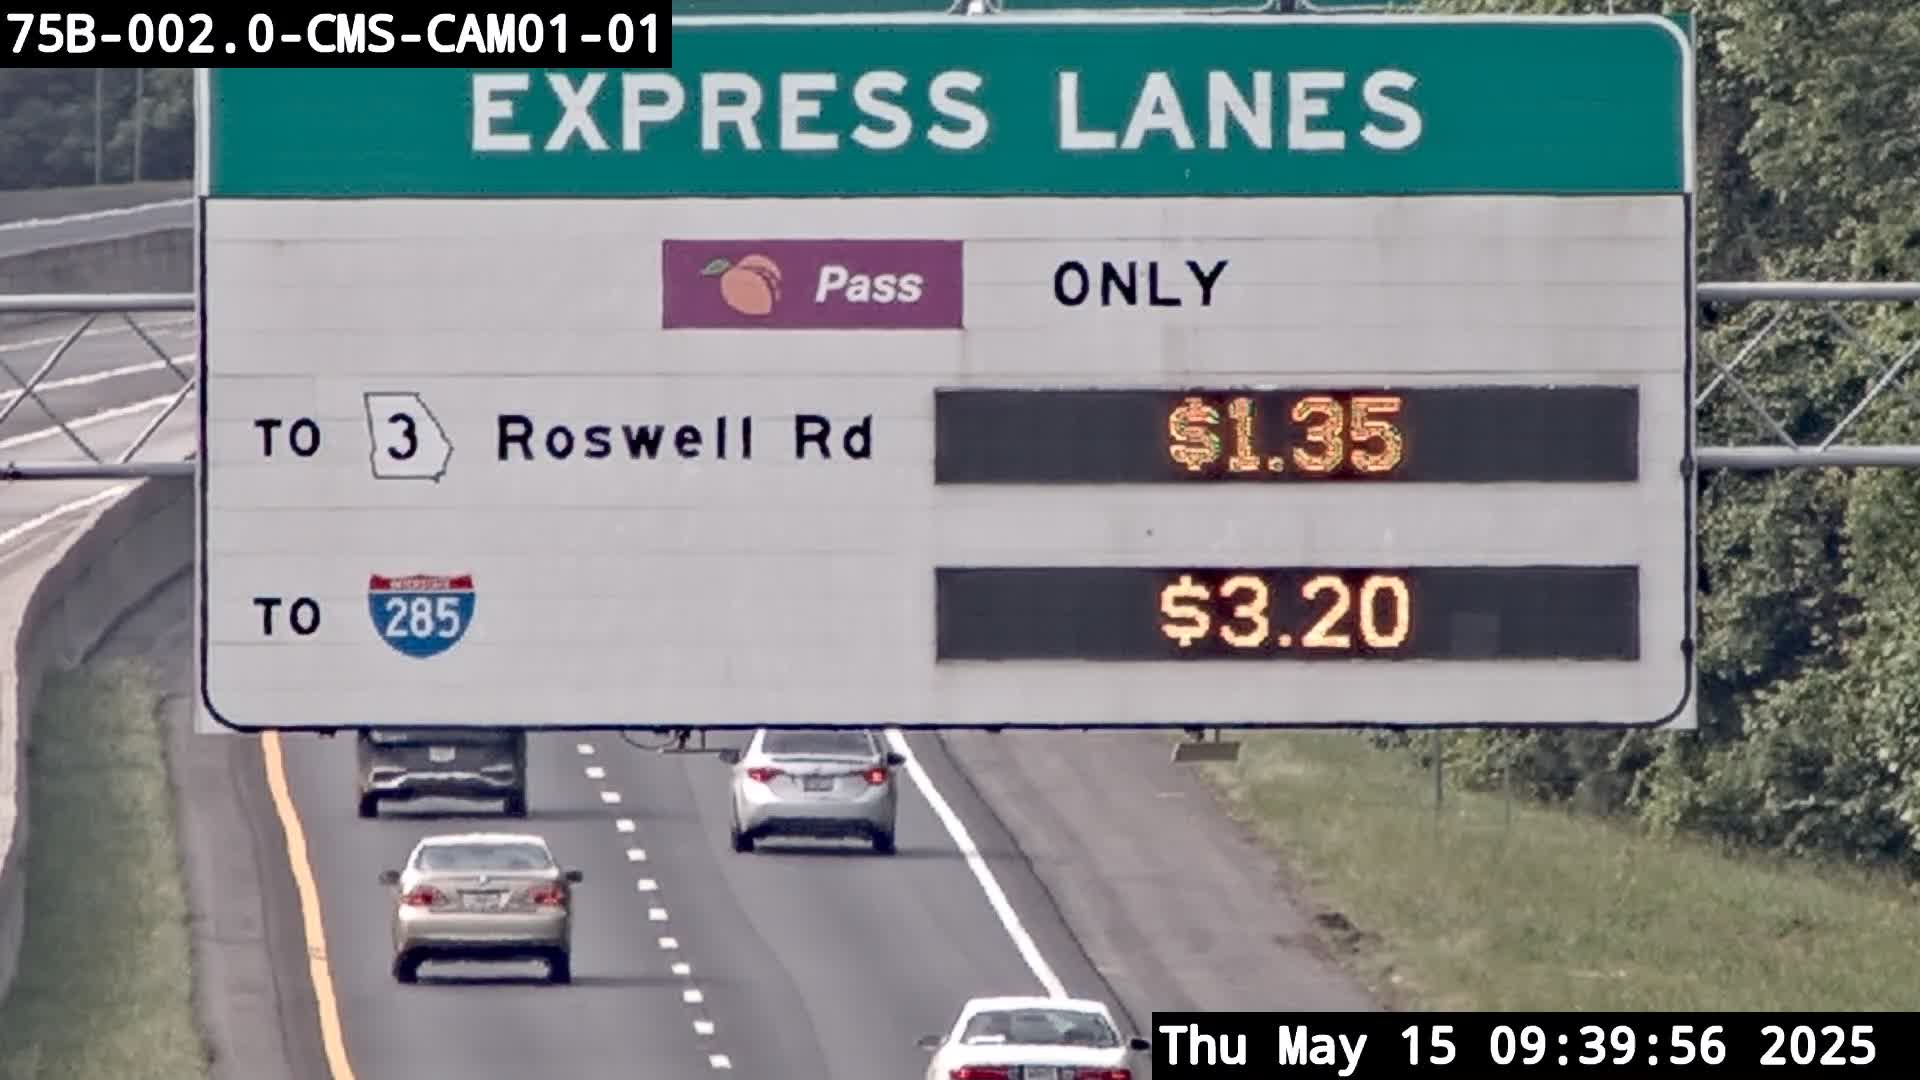 75B-002.0-CMS-CAM01-01
EXPRESS LANES
Pass ONLY
TO 3 Roswell Rd $1.35
INTERSTATE
TO 285 $3.20
Thu May 15 09:39:56 2025